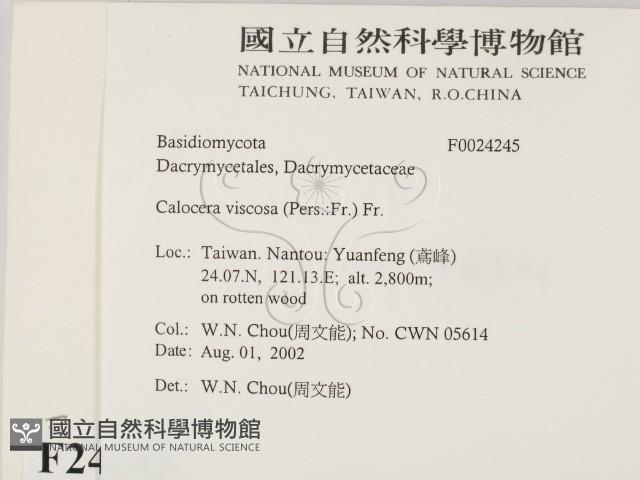 國立自然科學博物館
NATIONAL MUSEUM OF NATURAL SCIENCE
TAICHUNG, TAIWAN, R.O.CHINA
Basidiomycota F0024245
Dacrymycetales, Dacrymycetaceae
Calocera viscosa (Pers.:Fr.) Fr.
Loc.: Taiwan. Nantou: Yuanfeng (鳶峰)
24.07.N, 121.13.E; alt. 2,800m;
on rotten wood
Col.: W.N. Chou(周文能); No. CWN 05614
Date: Aug. 01, 2002
Det.: W.N. Chou(周文能)
國立自然科學博物館
NATIONAL MUSEUM OF NATURAL SCIENCE
F24